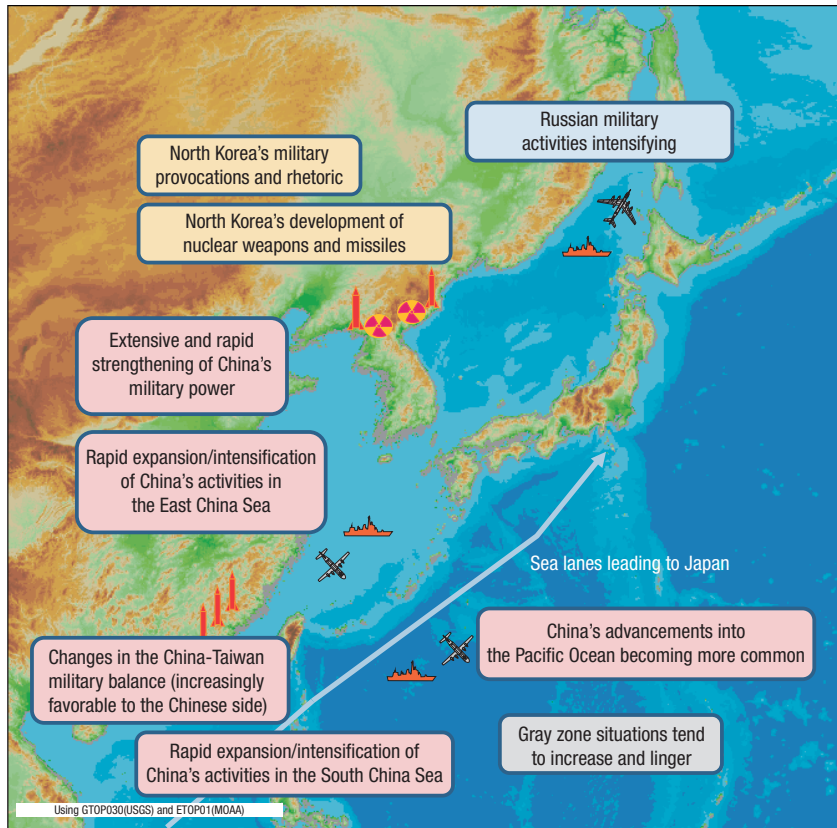 Russian military
activities intensifying
North Korea's military
provocations and rhetoric
North Korea's development of
nuclear weapons and missiles
Extensive and rapid
strengthening of China's
military power
Rapid expansion/intensification
of China's activities in
the East China Sea
Sea lanes leading to Japan
China's advancements into
the Pacific Ocean becoming more common
Changes in the China-Taiwan
military balance (increasingly
favorable to the Chinese side)
Gray zone situations tend
to increase and linger
Rapid expansion/intensification of
China's activities in the South China Sea
Using GTOP030(USGS) and ETOP01(MOAA)